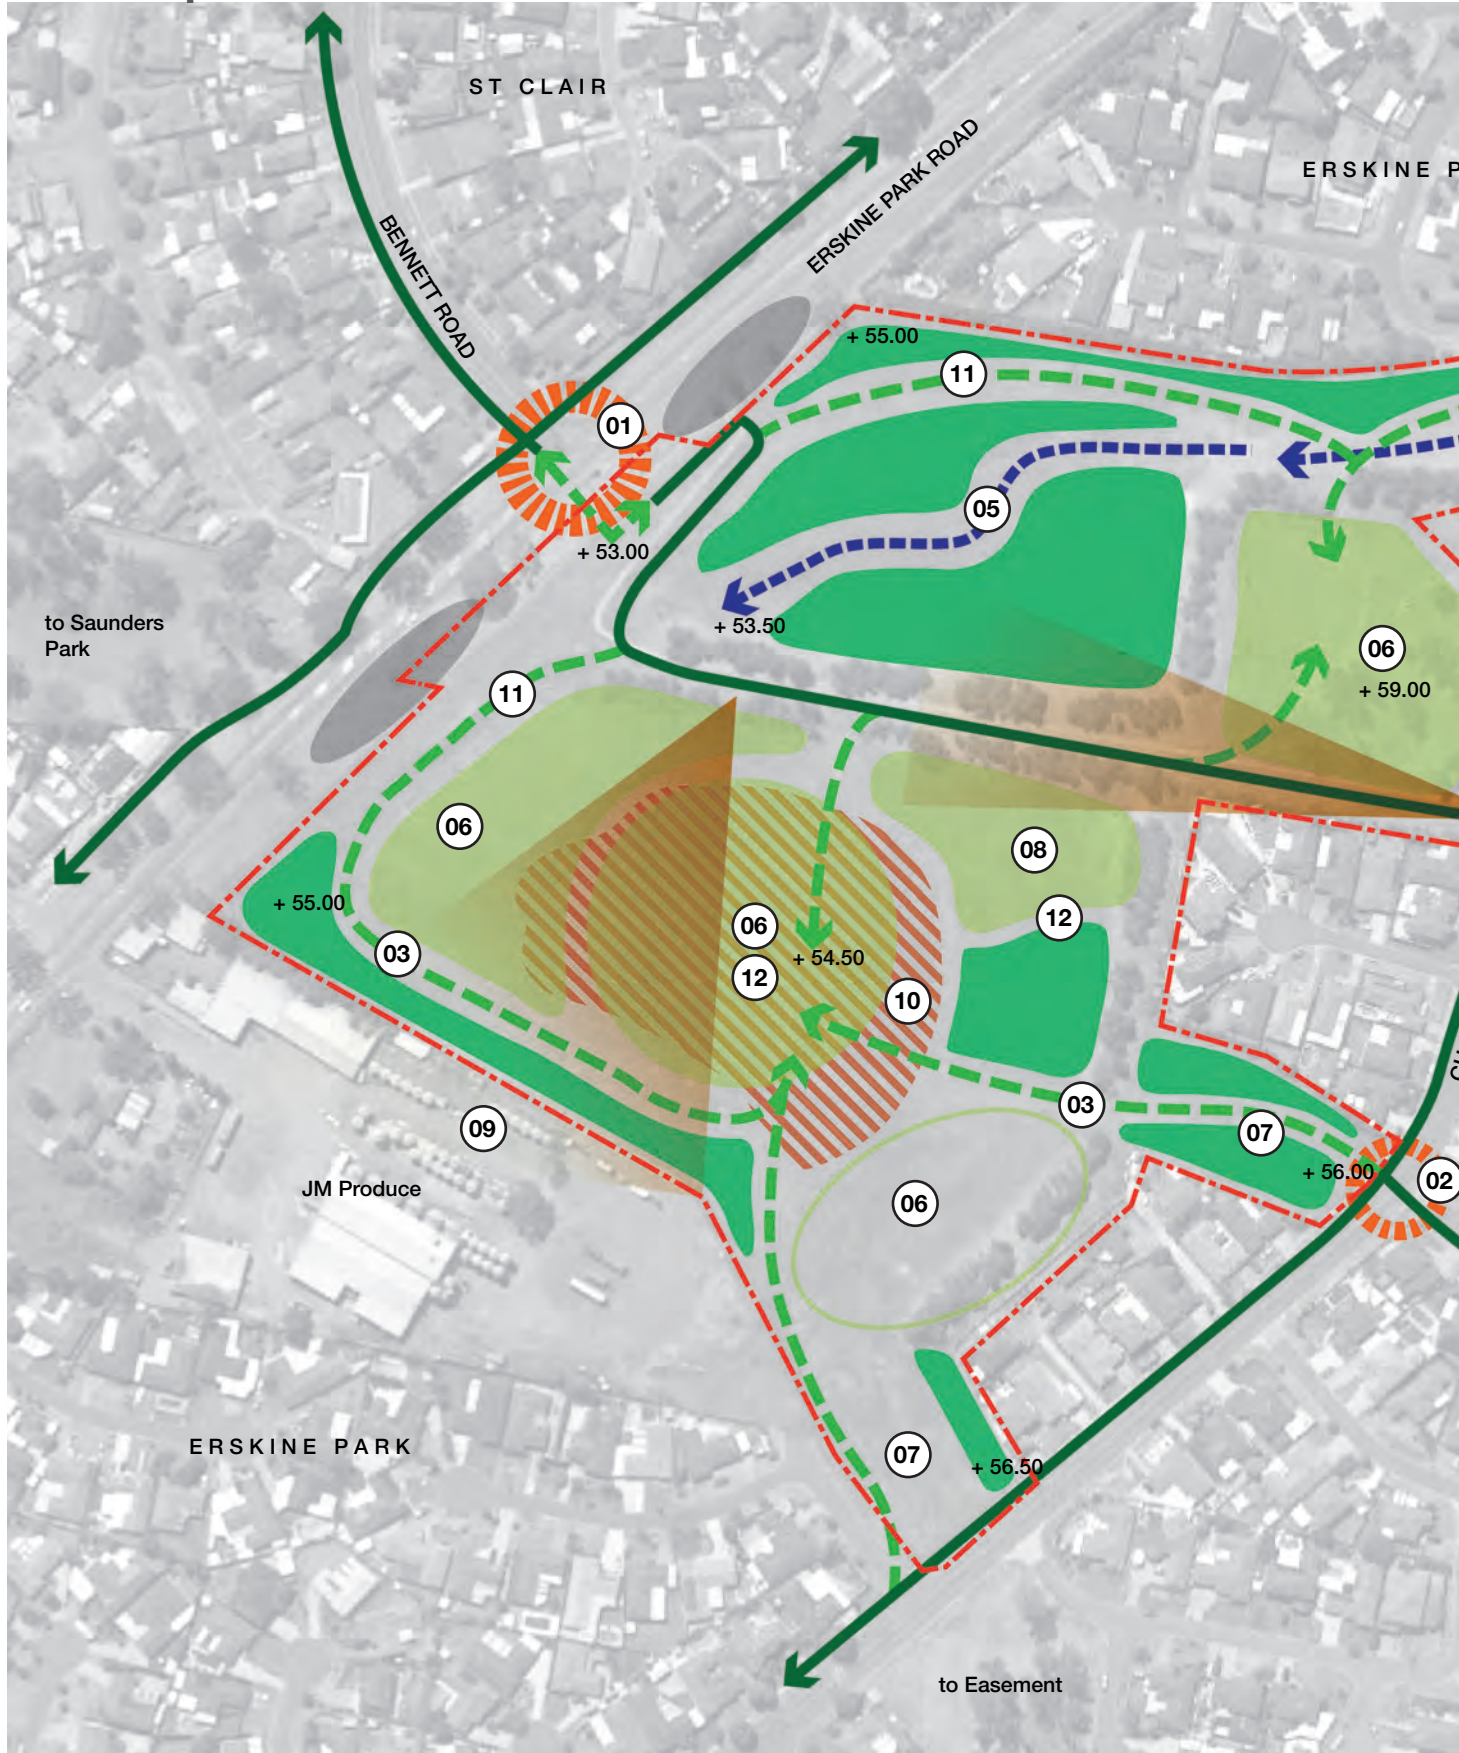 ST CLAIR
ERSKINE PARK ROAD
ERSKINE P
BENNETT ROAD
+ 55.00
11
01
05
+ 53.00
to Saunders
Park
+ 53.50
06
+ 59.00
11
06
08
+ 55.00
12
06
03
+ 54.50
12
10
03
09
07
+ 56.00
02
JM Produce
06
ERSKINE PARK
07
+ 56.50
to Easement